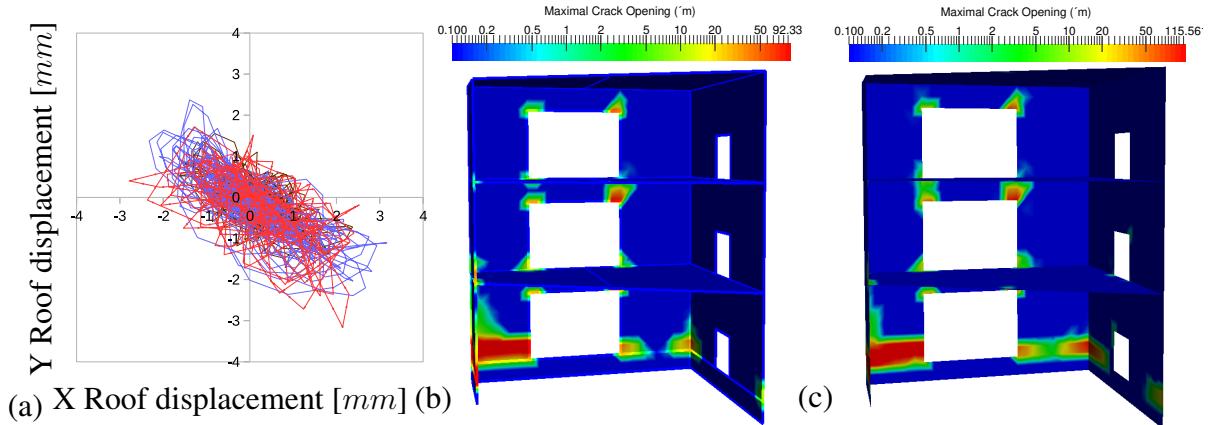 Maximal Crack Opening (´m)
0.100 0.2 0.5 1 2 5 10 20 50 92.33
Maximal Crack Opening (´m)
0.100 0.2 0.5 1 2 5 10 20 50 115.56
4
3
2
1
0
-4 -3 -2 -1 0 1 2 3 4
-1
-2
-3
-4
Y Roof displacement [mm]
(a) X Roof displacement [mm] (b) (c)